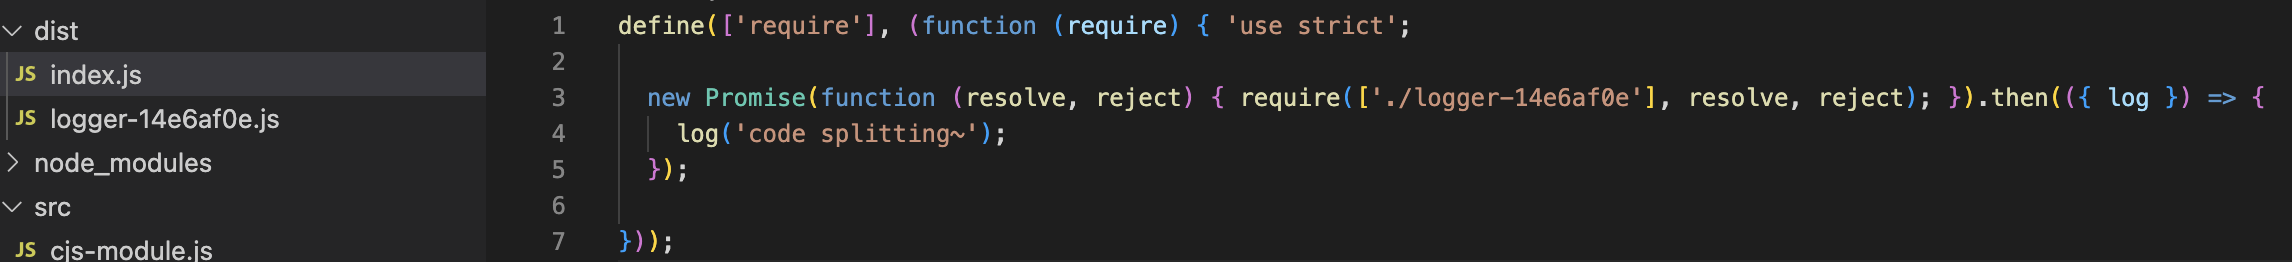 dist
JS index.js
JS logger-14e6af0e.js
node_modules
src
JS cjs-module.js
1 define(['require'], (function (require) { 'use strict';
2
3 new Promise(function (resolve, reject) { require(['./logger-14e6af0e'], resolve, reject); }).then(({ log }) => {
4 log('code splitting~');
5 });
6
7 }));